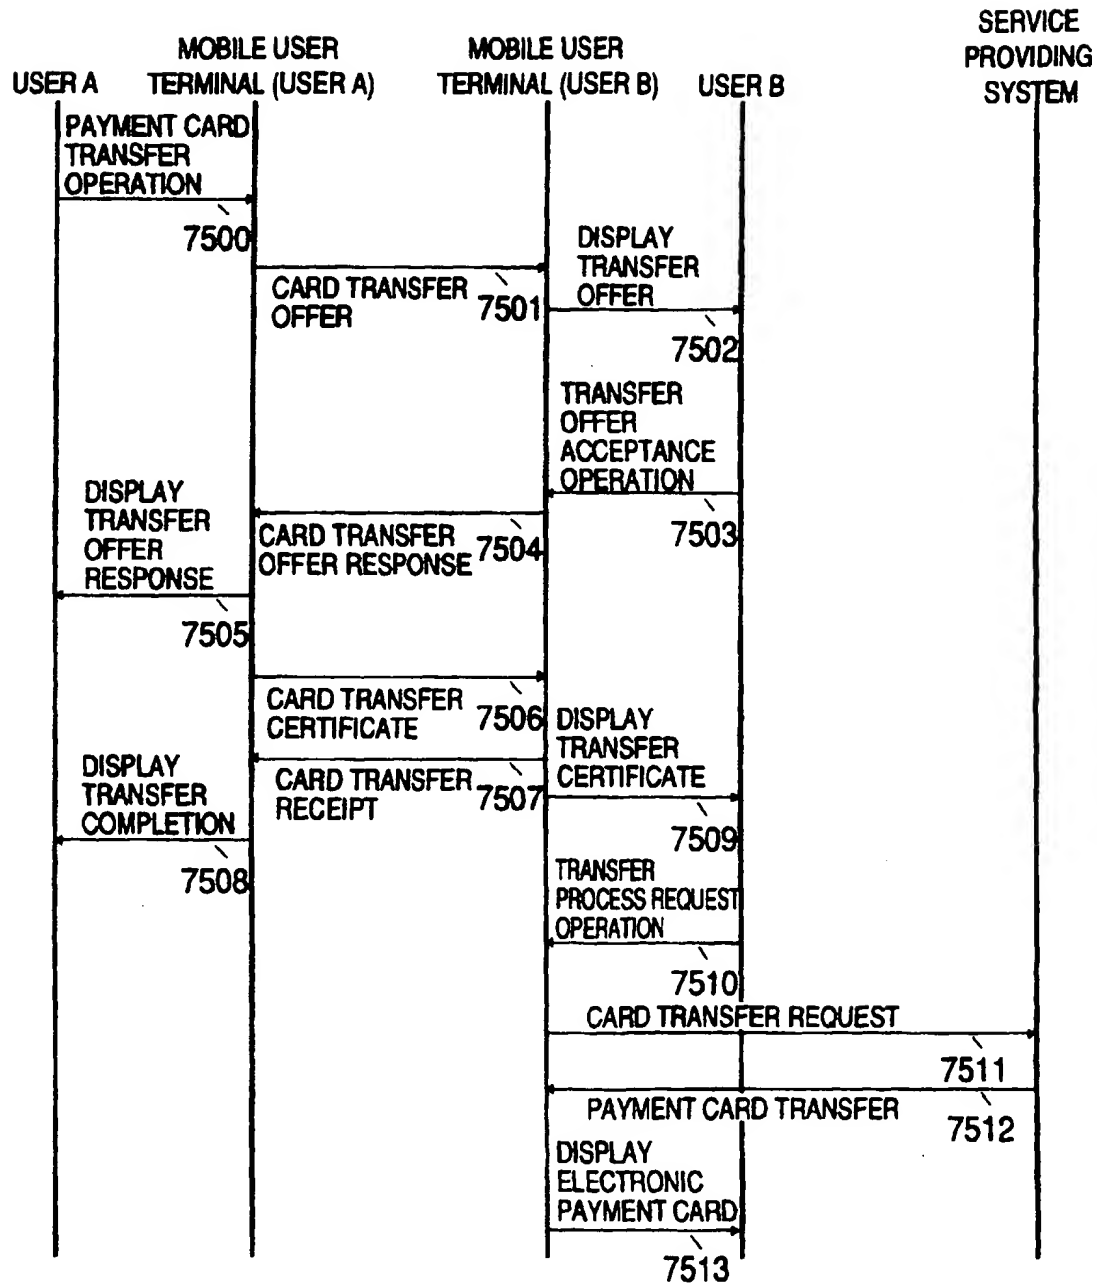 SERVICE
PROVIDING
SYSTEM
MOBILE USER
TERMINAL (USER A)
MOBILE USER
TERMINAL (USER B)
USER A
USER B
PAYMENT CARD
TRANSFER
OPERATION
7500
CARD TRANSFER
OFFER
7501
DISPLAY
TRANSFER
OFFER
7502
TRANSFER
OFFER
ACCEPTANCE
OPERATION
7503
CARD TRANSFER
OFFER RESPONSE
7504
DISPLAY
TRANSFER
OFFER
RESPONSE
7505
CARD TRANSFER
CERTIFICATE
7506
CARD TRANSFER
RECEIPT
7507
DISPLAY
TRANSFER
COMPLETION
7508
DISPLAY
TRANSFER
CERTIFICATE
7509
TRANSFER
PROCESS REQUEST
OPERATION
7510
CARD TRANSFER REQUEST
7511
PAYMENT CARD TRANSFER
7512
DISPLAY
ELECTRONIC
PAYMENT CARD
7513